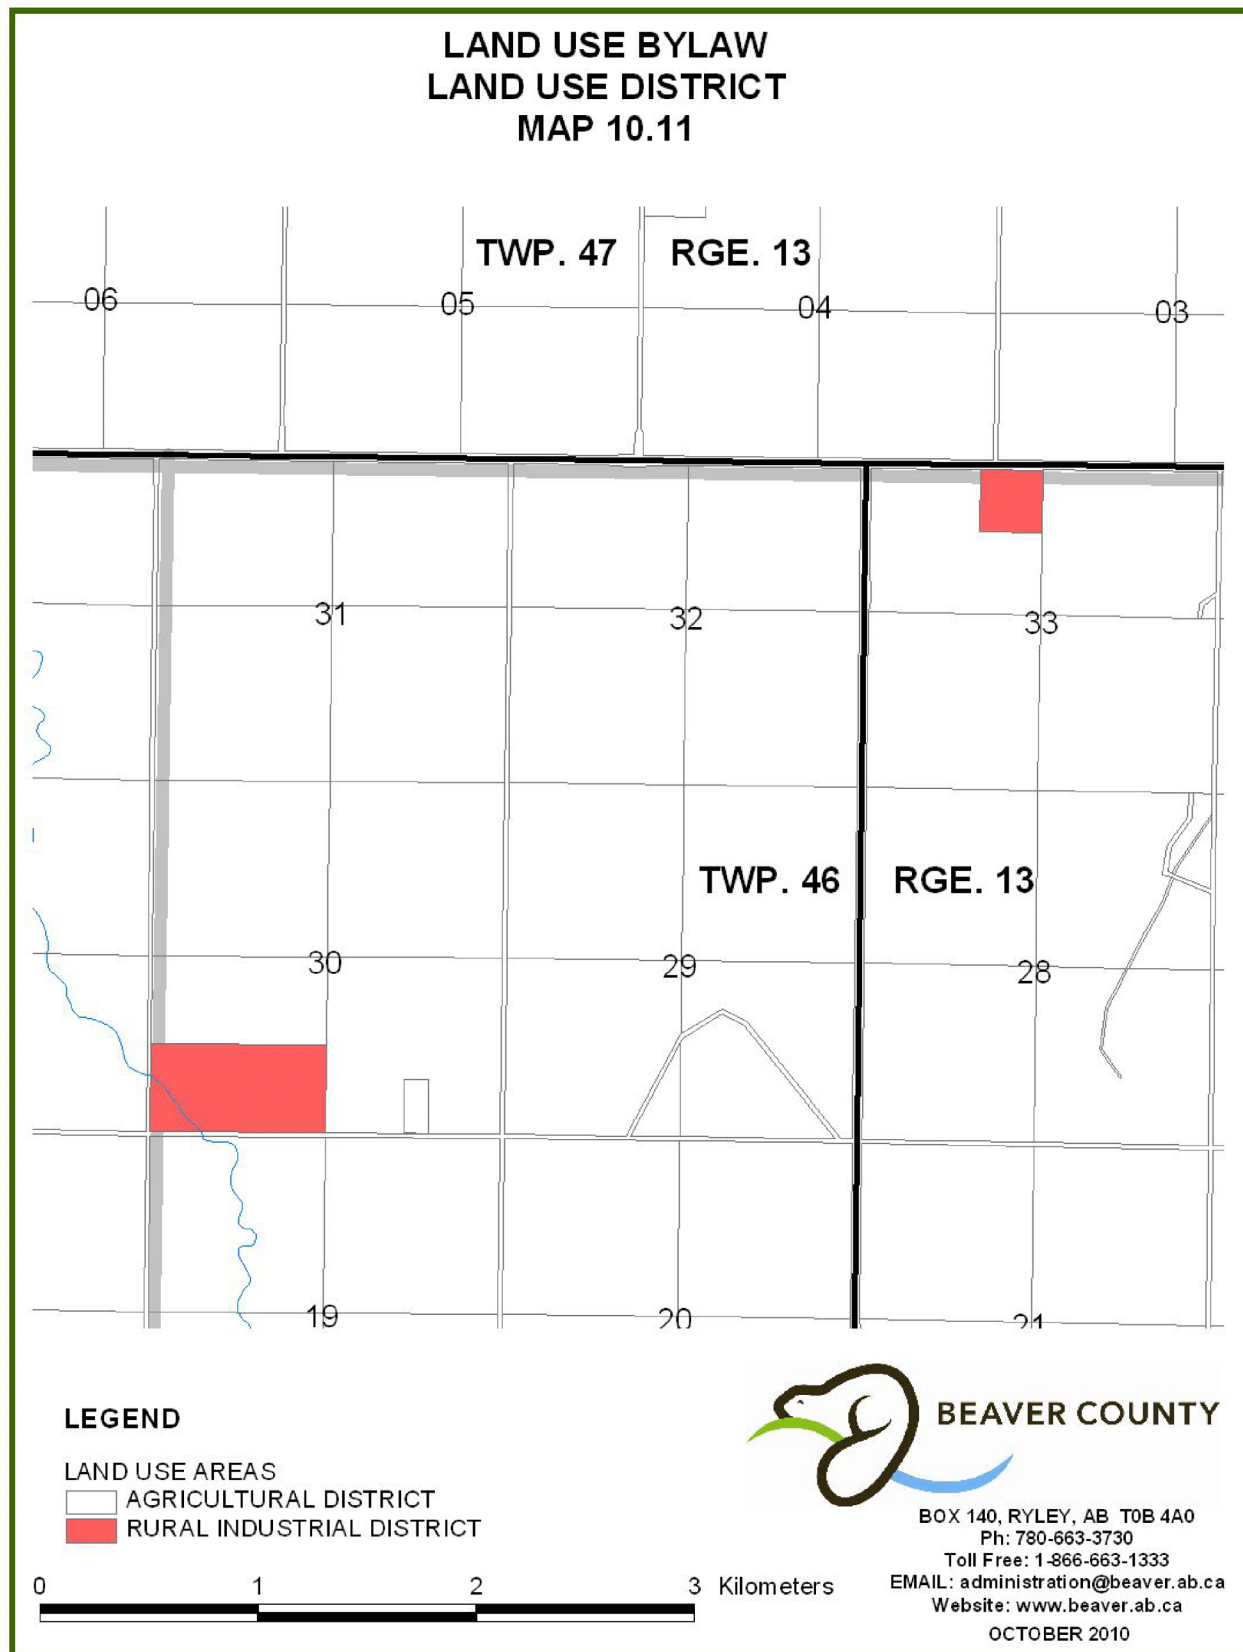 LAND USE BYLAW
LAND USE DISTRICT
MAP 10.11
TWP. 47 RGE. 13
06 05 04 03
31 32 33
TWP. 46 RGE. 13
30 29 28
19 20 21
LEGEND
LAND USE AREAS
AGRICULTURAL DISTRICT
RURAL INDUSTRIAL DISTRICT
0 1 2 3 Kilometers
BEAVER COUNTY
BOX 140, RYLEY, AB T0B 4A0
Ph: 780-663-3730
Toll Free: 1-866-663-1333
EMAIL: administration@beaver.ab.ca
Website: www.beaver.ab.ca
OCTOBER 2010